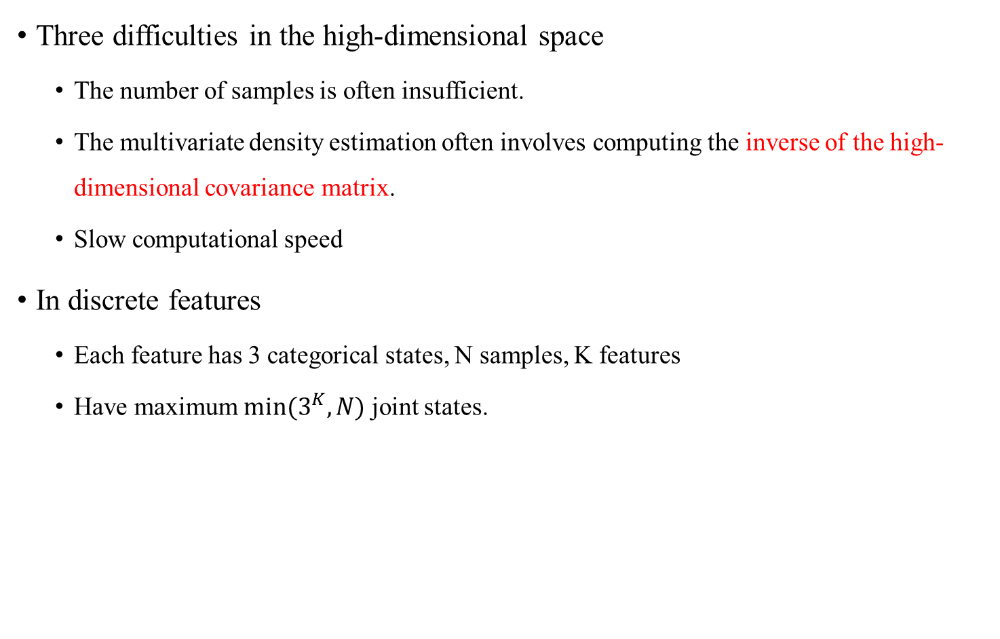 • Three difficulties in the high-dimensional space
• The number of samples is often insufficient.
• The multivariate density estimation often involves computing the inverse of the high-
dimensional covariance matrix.
• Slow computational speed
• In discrete features
• Each feature has 3 categorical states, N samples, K features
• Have maximum min(3^K, N) joint states.